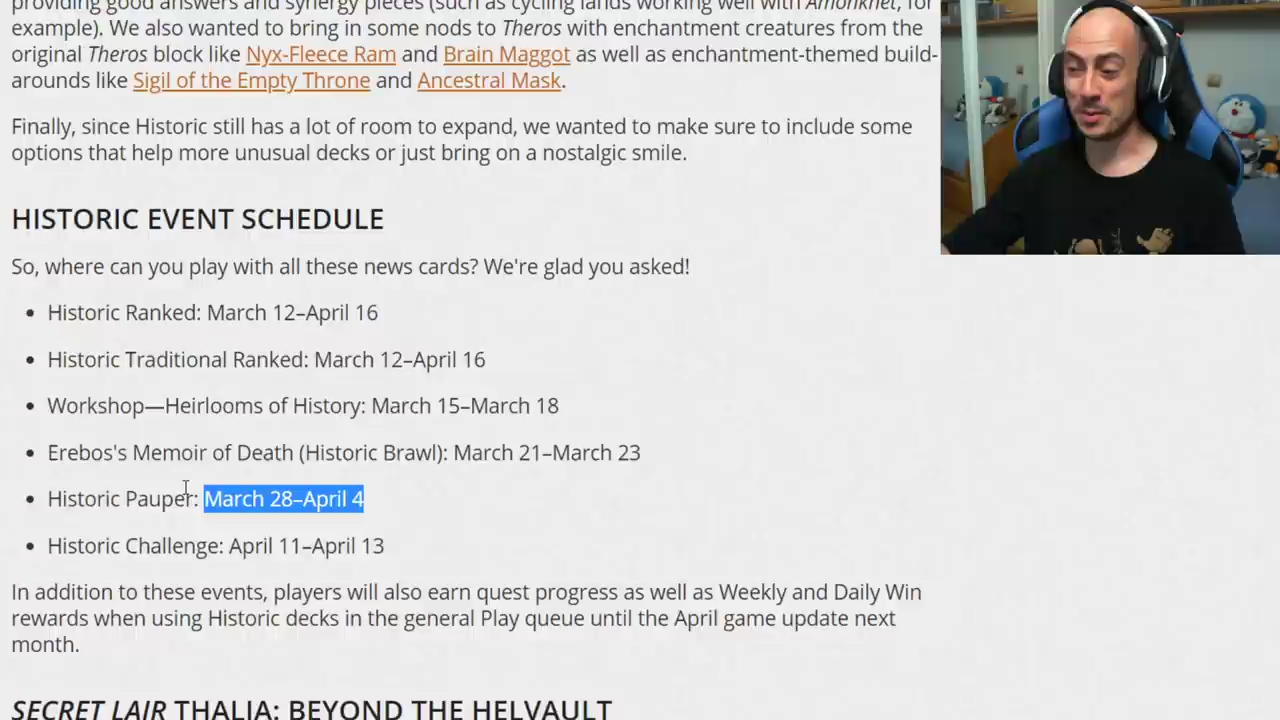 providing good answers and synergy pieces (such as cycling lands working well with Amonkhet, for
example). We also wanted to bring in some nods to Theros with enchantment creatures from the
original Theros block like Nyx-Fleece Ram and Brain Maggot as well as enchantment-themed build-
arounds like Sigil of the Empty Throne and Ancestral Mask.
Finally, since Historic still has a lot of room to expand, we wanted to make sure to include some
options that help more unusual decks or just bring on a nostalgic smile.
HISTORIC EVENT SCHEDULE
So, where can you play with all these news cards? We're glad you asked!
• Historic Ranked: March 12–April 16
• Historic Traditional Ranked: March 12–April 16
• Workshop—Heirlooms of History: March 15–March 18
• Erebos's Memoir of Death (Historic Brawl): March 21–March 23
• Historic Pauper: March 28–April 4
• Historic Challenge: April 11–April 13
In addition to these events, players will also earn quest progress as well as Weekly and Daily Win
rewards when using Historic decks in the general Play queue until the April game update next
month.
SECRET LAIR THALIA: BEYOND THE HELVAULT